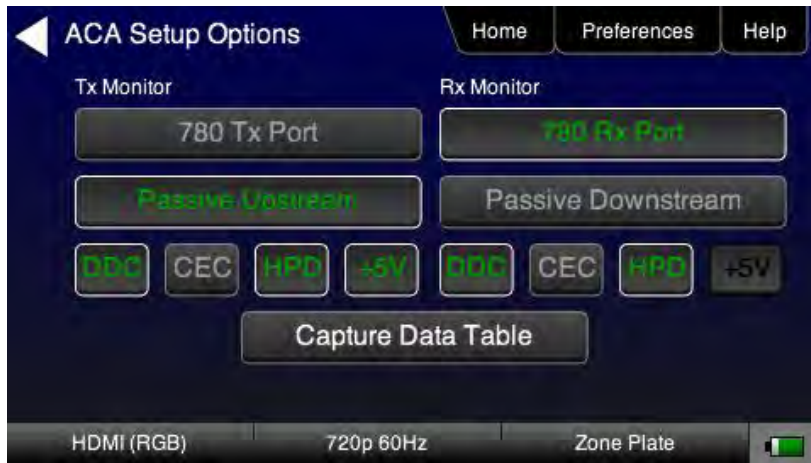 ACA Setup Options
Home
Preferences
Help
Tx Monitor
Rx Monitor
780 Tx Port
780 Rx Port
Passive Upstream
Passive Downstream
DDC
CEC
HPD
+5V
DDC
CEC
HPD
+5V
Capture Data Table
HDMI (RGB)
720p 60Hz
Zone Plate